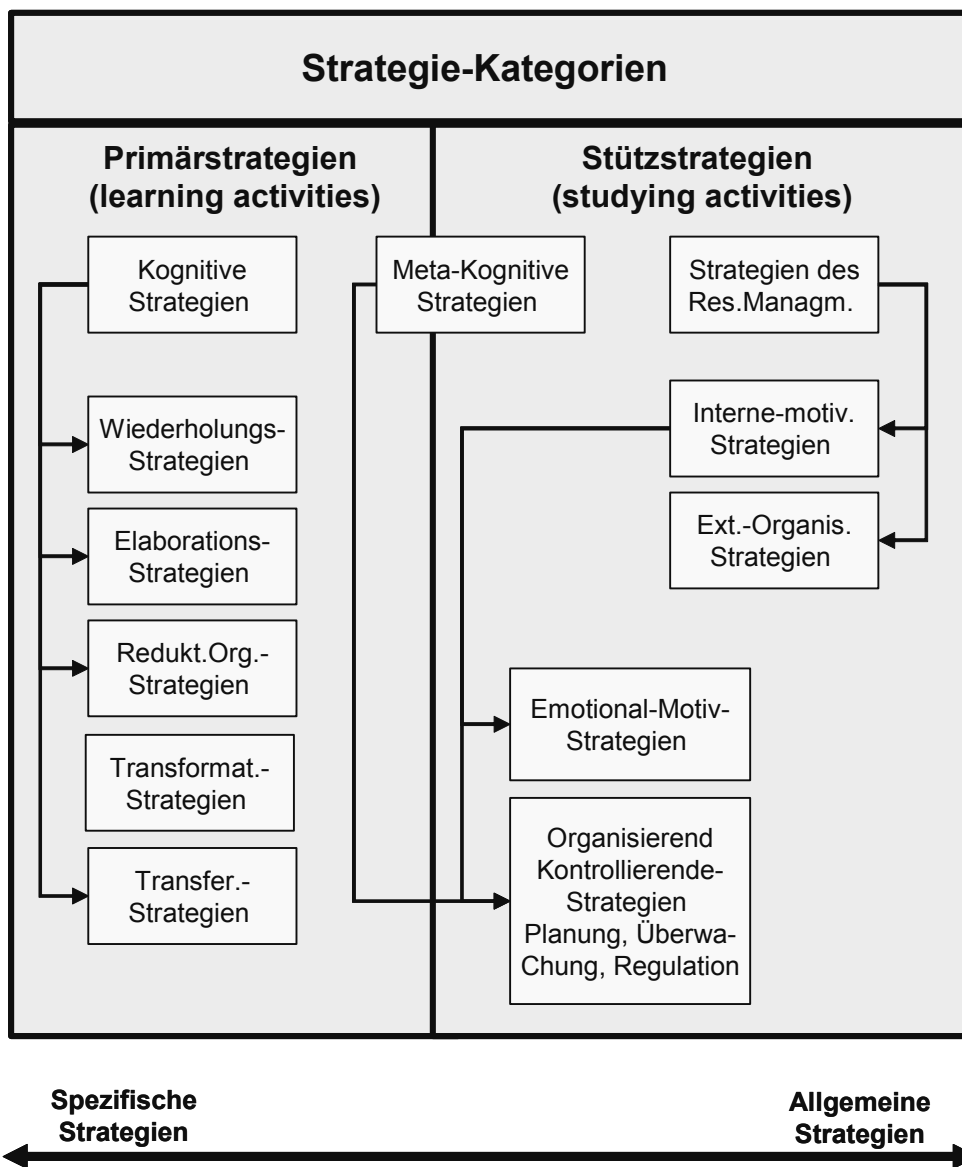 Strategie-Kategorien
Primärstrategien
(learning activities)
Stützstrategien
(studying activities)
Kognitive
Strategien
Meta-Kognitive
Strategien
Strategien des
Res.Managm.
Wiederholungs-
Strategien
Interne-motiv.
Strategien
Elaborations-
Strategien
Ext.-Organis.
Strategien
Redukt.Org.-
Strategien
Emotional-Motiv-
Strategien
Transformat.-
Strategien
Transfer.-
Strategien
Organisierend
Kontrollierende-
Strategien
Planung, Überwa-
Chung, Regulation
Spezifische
Strategien
Allgemeine
Strategien